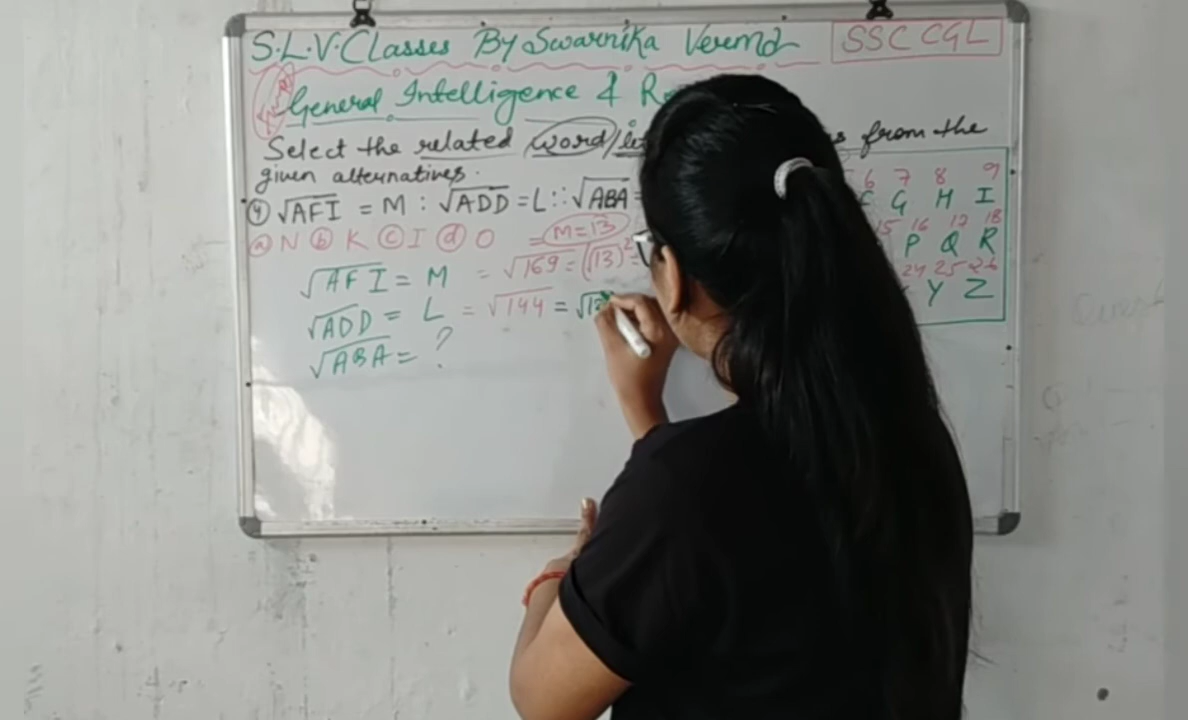 S.L.V. Classes By Swarnika Verma
SSC CGL
General Intelligence & R
Select the related word/le from the
given alternatives.
④ √AFI = M : √ADD = L :: √ABA =
ⓐ N ⓑ K ⓒ I ⓓ O = M=13
√AFI = M = √169 = √(13)² =
√ADD = L = √144 = √(12
√ABA = ?
6 7 8 9
G H I
15 16 17 18
P Q R
24 25 26
Y Z